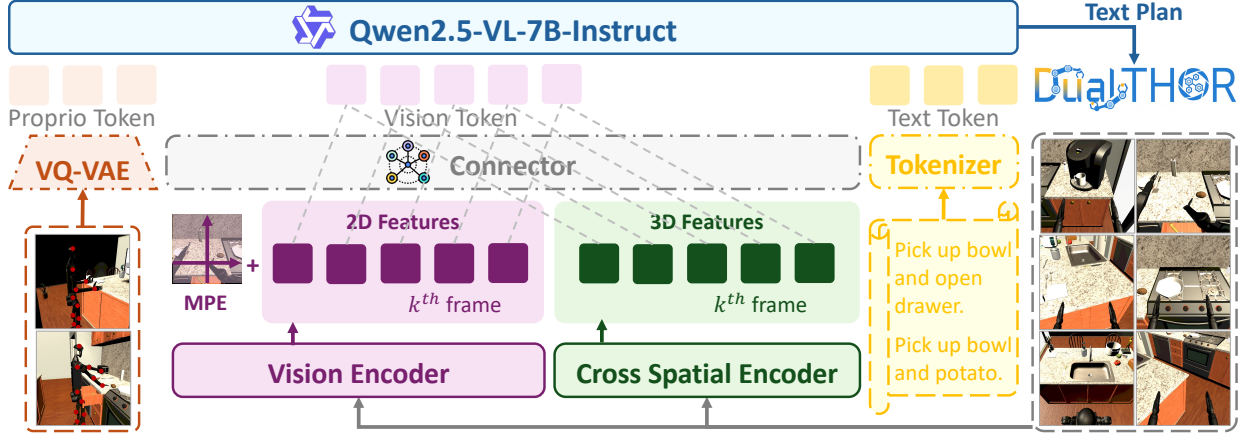 Qwen2.5-VL-7B-Instruct
Text Plan
DualTHOR
Proprio Token
Vision Token
Text Token
VQ-VAE
Connector
Tokenizer
2D Features
3D Features
MPE
+
k^th frame
k^th frame
Pick up bowl
and open
drawer.
Pick up bowl
and potato.
Vision Encoder
Cross Spatial Encoder